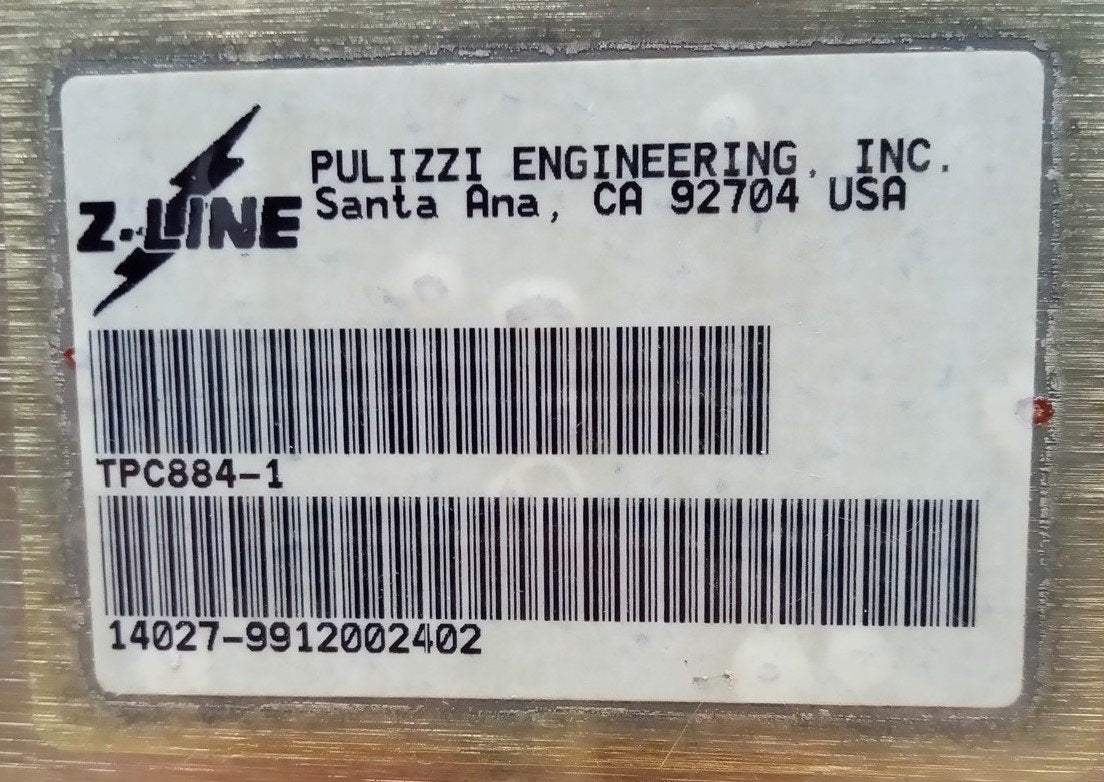 Z-LINE
PULIZZI ENGINEERING, INC.
Santa Ana, CA 92704 USA
TPC884-1
14027-9912002402